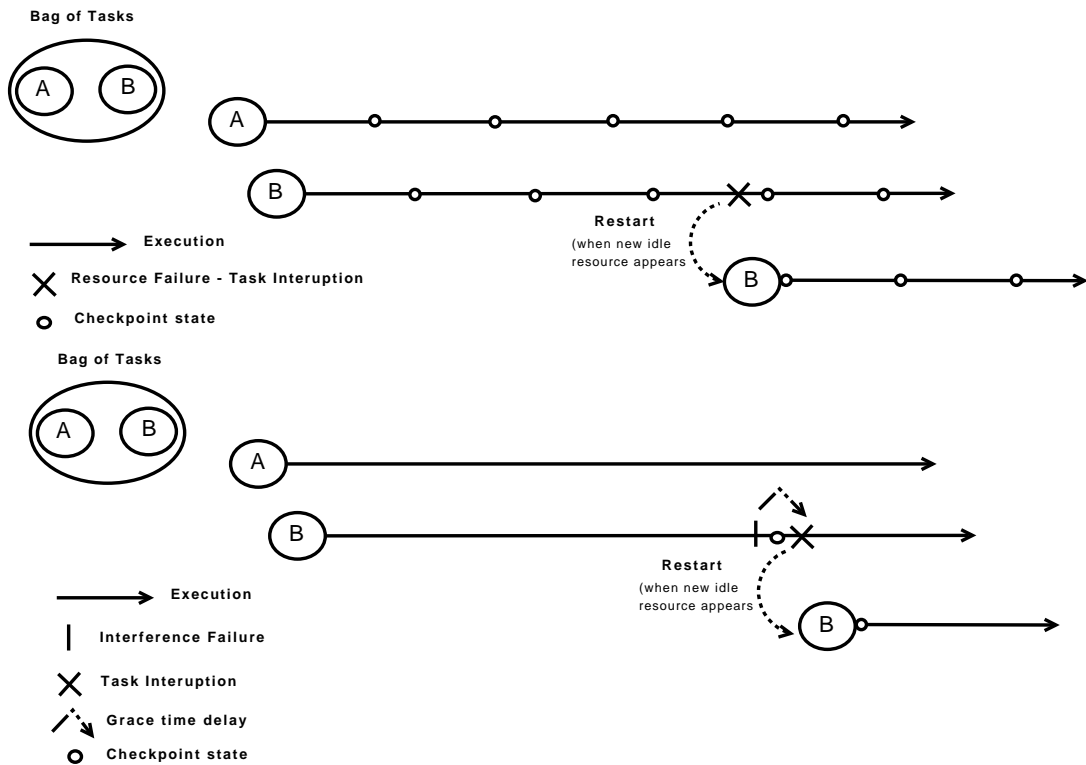 Bag of Tasks
A B
A
B
Restart
(when new idle
resource appears
B
Execution
Resource Failure - Task Interuption
Checkpoint state
Bag of Tasks
A B
A
B
Restart
(when new idle
resource appears
B
Execution
Interference Failure
Task Interuption
Grace time delay
Checkpoint state